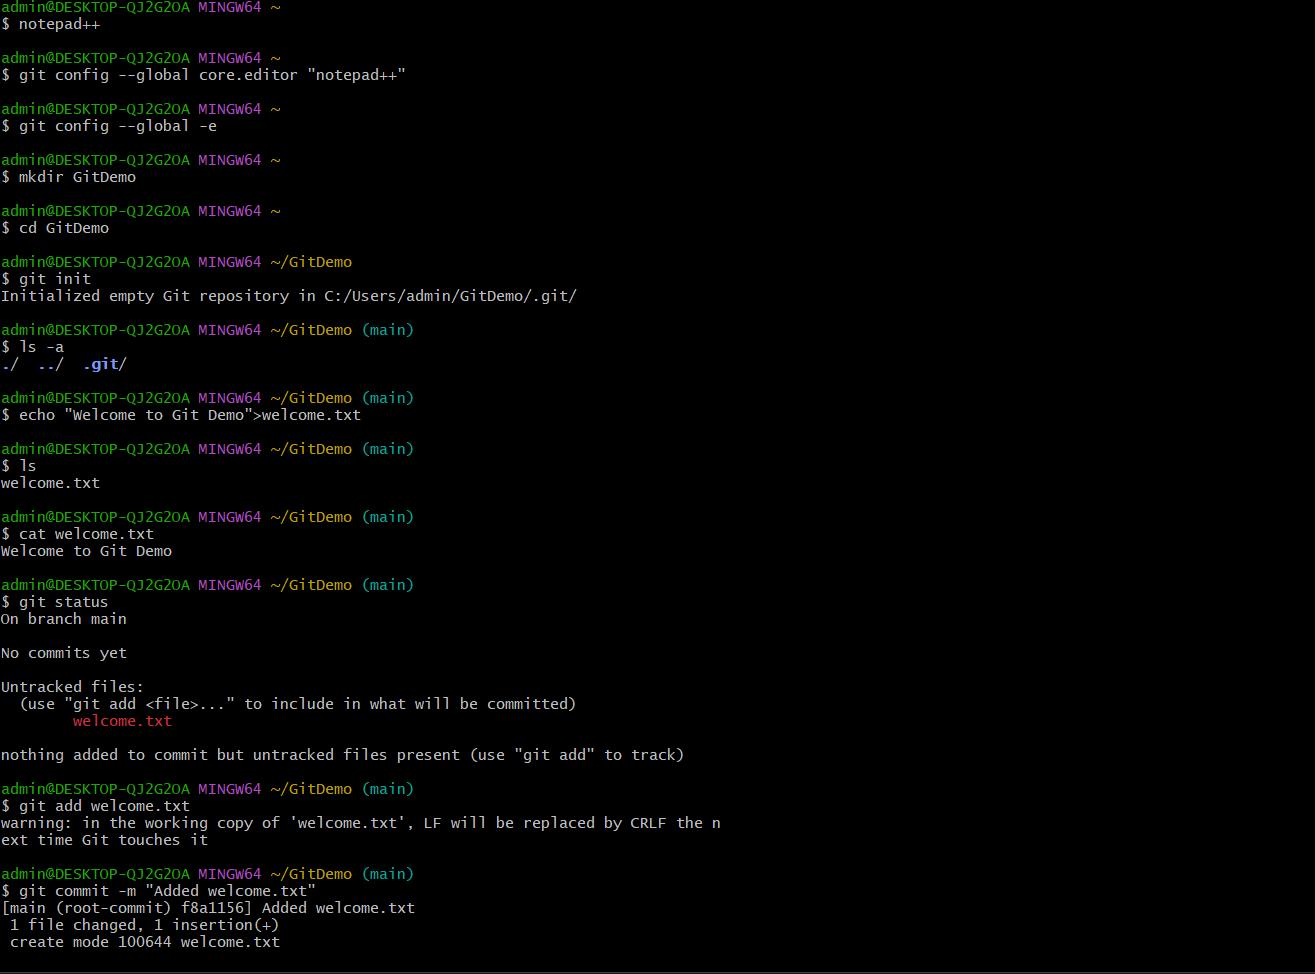 admin@DESKTOP-QJ2G2OA MINGW64 ~
$ notepad++
admin@DESKTOP-QJ2G2OA MINGW64 ~
$ git config --global core.editor "notepad++"
admin@DESKTOP-QJ2G2OA MINGW64 ~
$ git config --global -e
admin@DESKTOP-QJ2G2OA MINGW64 ~
$ mkdir GitDemo
admin@DESKTOP-QJ2G2OA MINGW64 ~
$ cd GitDemo
admin@DESKTOP-QJ2G2OA MINGW64 ~/GitDemo
$ git init
Initialized empty Git repository in C:/Users/admin/GitDemo/.git/
admin@DESKTOP-QJ2G2OA MINGW64 ~/GitDemo (main)
$ ls -a
./  ../  .git/
admin@DESKTOP-QJ2G2OA MINGW64 ~/GitDemo (main)
$ echo "Welcome to Git Demo">welcome.txt
admin@DESKTOP-QJ2G2OA MINGW64 ~/GitDemo (main)
$ ls
welcome.txt
admin@DESKTOP-QJ2G2OA MINGW64 ~/GitDemo (main)
$ cat welcome.txt
Welcome to Git Demo
admin@DESKTOP-QJ2G2OA MINGW64 ~/GitDemo (main)
$ git status
On branch main
No commits yet
Untracked files:
  (use "git add <file>..." to include in what will be committed)
        welcome.txt
nothing added to commit but untracked files present (use "git add" to track)
admin@DESKTOP-QJ2G2OA MINGW64 ~/GitDemo (main)
$ git add welcome.txt
warning: in the working copy of 'welcome.txt', LF will be replaced by CRLF the n
ext time Git touches it
admin@DESKTOP-QJ2G2OA MINGW64 ~/GitDemo (main)
$ git commit -m "Added welcome.txt"
[main (root-commit) f8a1156] Added welcome.txt
 1 file changed, 1 insertion(+)
 create mode 100644 welcome.txt